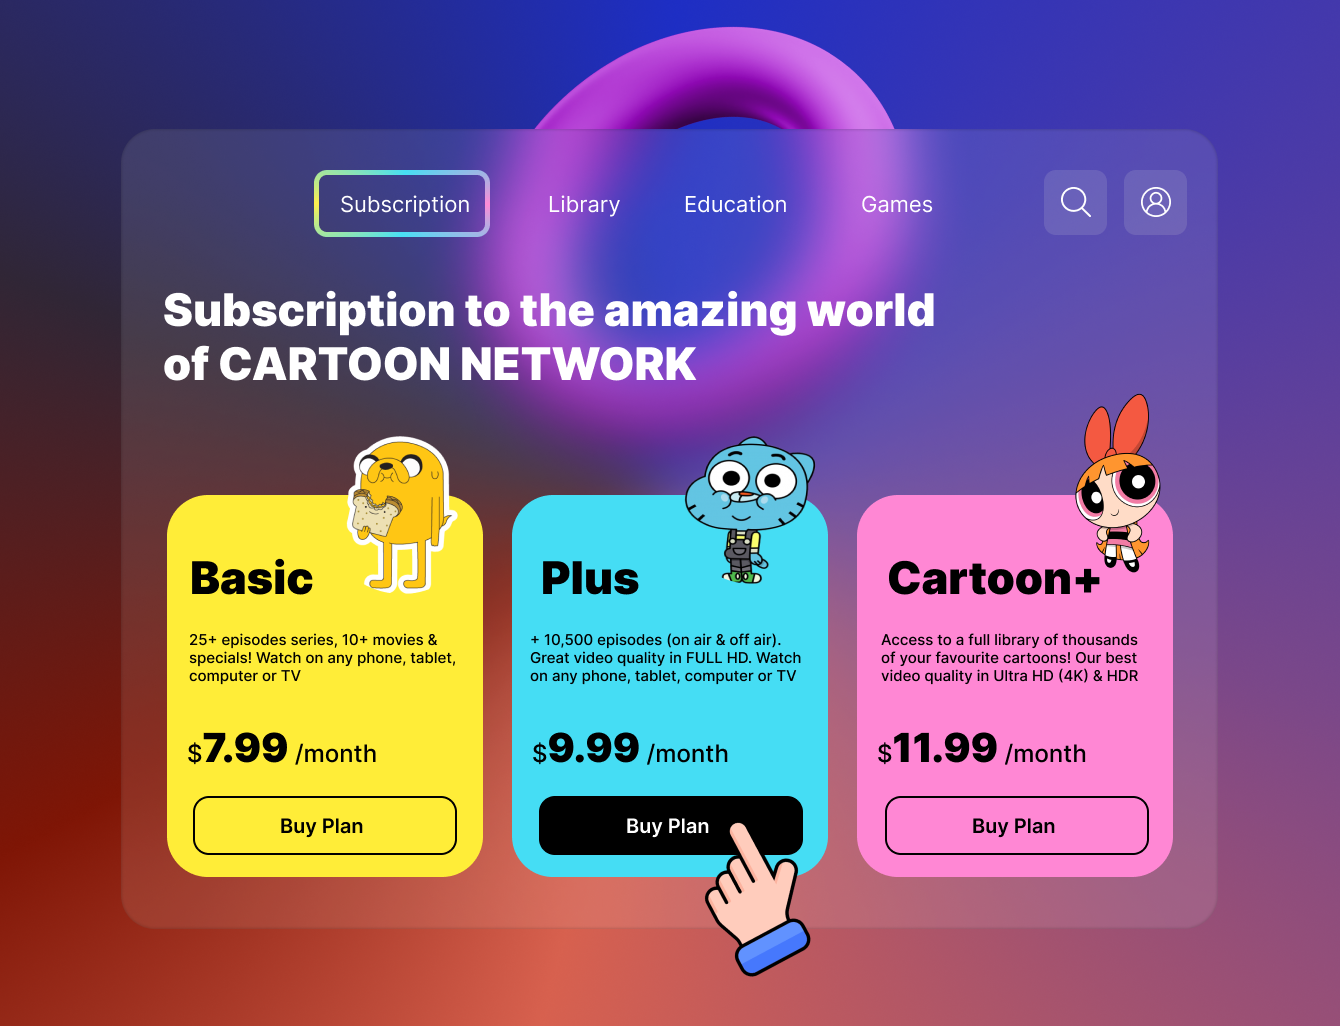 Subscription
Library
Education
Games
Subscription to the amazing world
of CARTOON NETWORK
Basic
25+ episodes series, 10+ movies &
specials! Watch on any phone, tablet,
computer or TV
$7.99 /month
Buy Plan
Plus
+ 10,500 episodes (on air & off air).
Great video quality in FULL HD. Watch
on any phone, tablet, computer or TV
$9.99 /month
Buy Plan
Cartoon+
Access to a full library of thousands
of your favourite cartoons! Our best
video quality in Ultra HD (4K) & HDR
$11.99 /month
Buy Plan